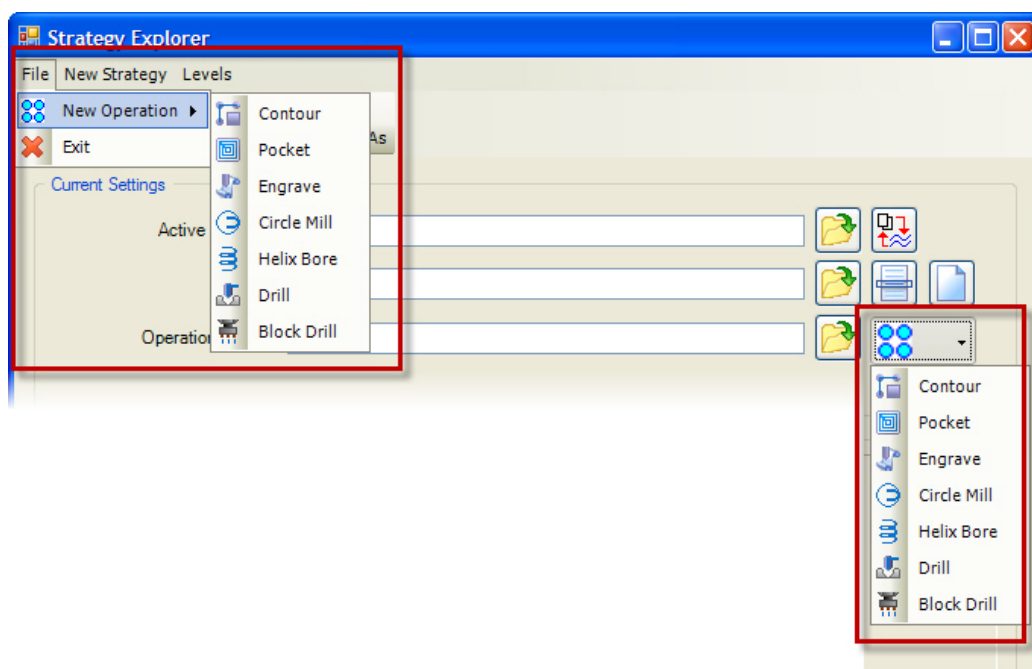 Strategy Explorer
File New Strategy Levels
New Operation
Exit
Contour
Pocket
Engrave
Circle Mill
Helix Bore
Drill
Block Drill
As
Current Settings
Active
Operation
Contour
Pocket
Engrave
Circle Mill
Helix Bore
Drill
Block Drill